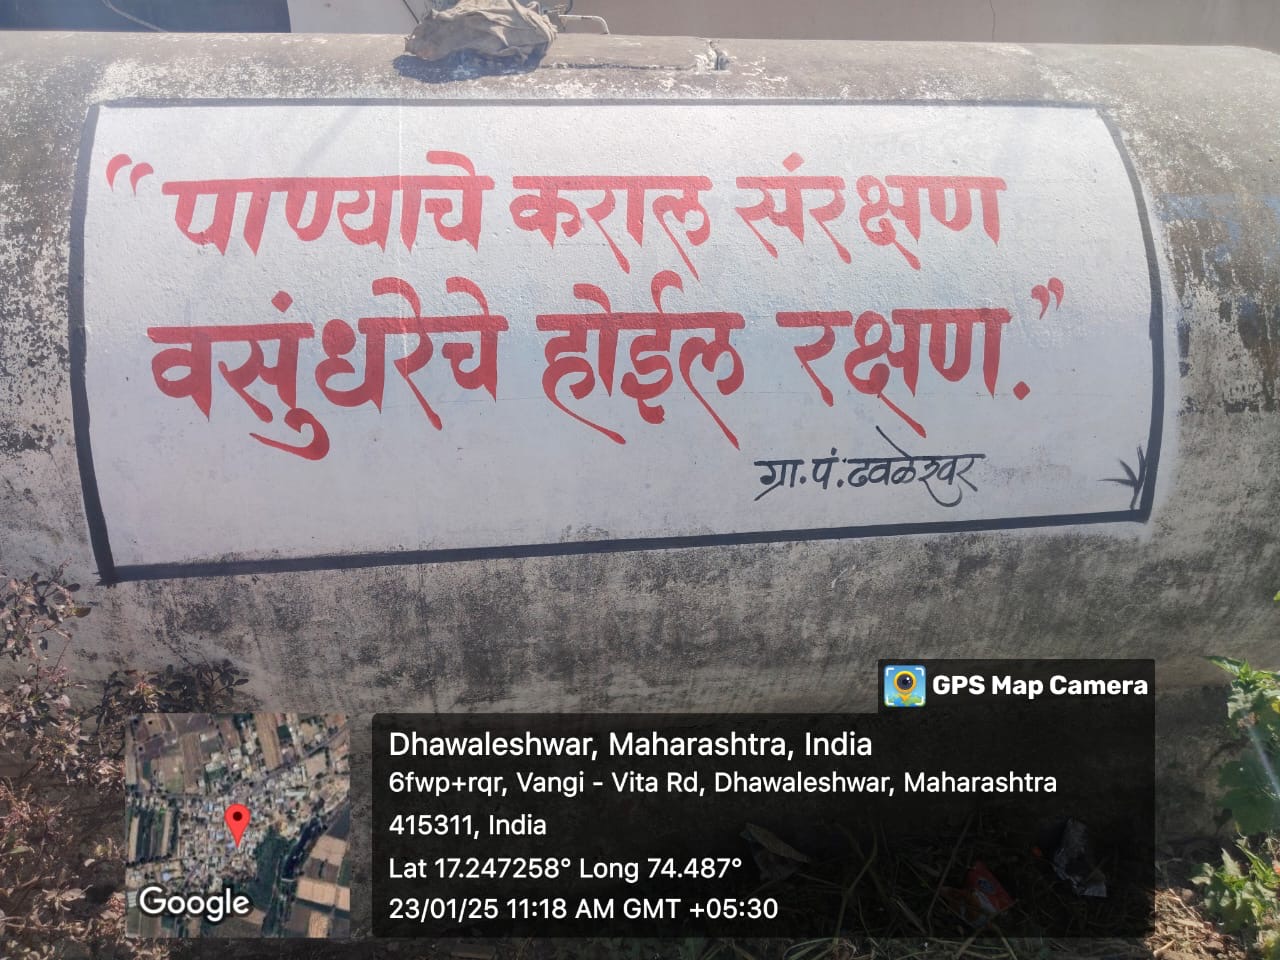 “पाण्याचे कराल संरक्षण
वसुंधरेचे होईल रक्षण.”
ग्रा.पं.ढवळेश्वर
GPS Map Camera
Dhawaleshwar, Maharashtra, India
6fwp+rqr, Vangi - Vita Rd, Dhawaleshwar, Maharashtra
415311, India
Lat 17.247258° Long 74.487°
23/01/25 11:18 AM GMT +05:30
Google